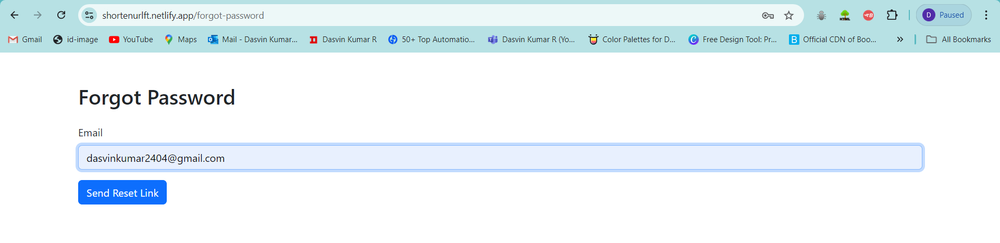 shortenurlft.netlify.app/forgot-password
D Paused
Gmail id-image YouTube Maps Mail - Dasvin Kumar... Dasvin Kumar R 50+ Top Automatio... Dasvin Kumar R (Yo... Color Palettes for D... Free Design Tool: Pr... B Official CDN of Boo... » All Bookmarks
Forgot Password
Email
dasvinkumar2404@gmail.com
Send Reset Link